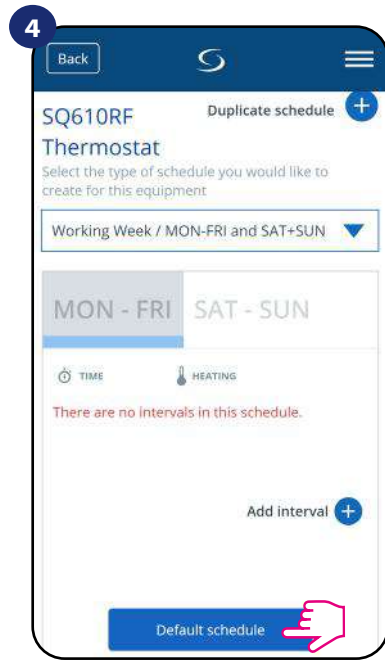 4
Back
SQ610RF
Thermostat
Duplicate schedule +
Select the type of schedule you would like to
create for this equipment
Working Week / MON-FRI and SAT+SUN
MON - FRI SAT - SUN
TIME HEATING
There are no intervals in this schedule.
Add interval +
Default schedule